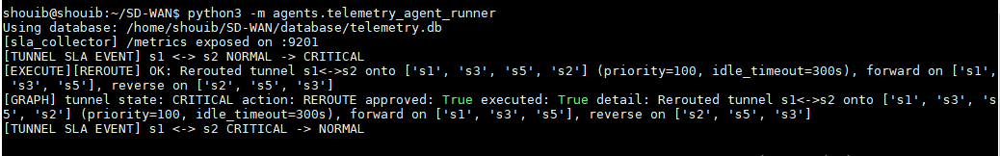 shouib@shouib:~/SD-WAN$ python3 -m agents.telemetry_agent_runner
Using database: /home/shouib/SD-WAN/database/telemetry.db
[sla_collector] /metrics exposed on :9201
[TUNNEL SLA EVENT] s1 <-> s2 NORMAL -> CRITICAL
[EXECUTE][REROUTE] OK: Rerouted tunnel s1<->s2 onto ['s1', 's3', 's5', 's2'] (priority=100, idle_timeout=300s), forward on ['s1',
 's3', 's5'], reverse on ['s2', 's5', 's3']
[GRAPH] tunnel state: CRITICAL action: REROUTE approved: True executed: True detail: Rerouted tunnel s1<->s2 onto ['s1', 's3', 's
5', 's2'] (priority=100, idle_timeout=300s), forward on ['s1', 's3', 's5'], reverse on ['s2', 's5', 's3']
[TUNNEL SLA EVENT] s1 <-> s2 CRITICAL -> NORMAL